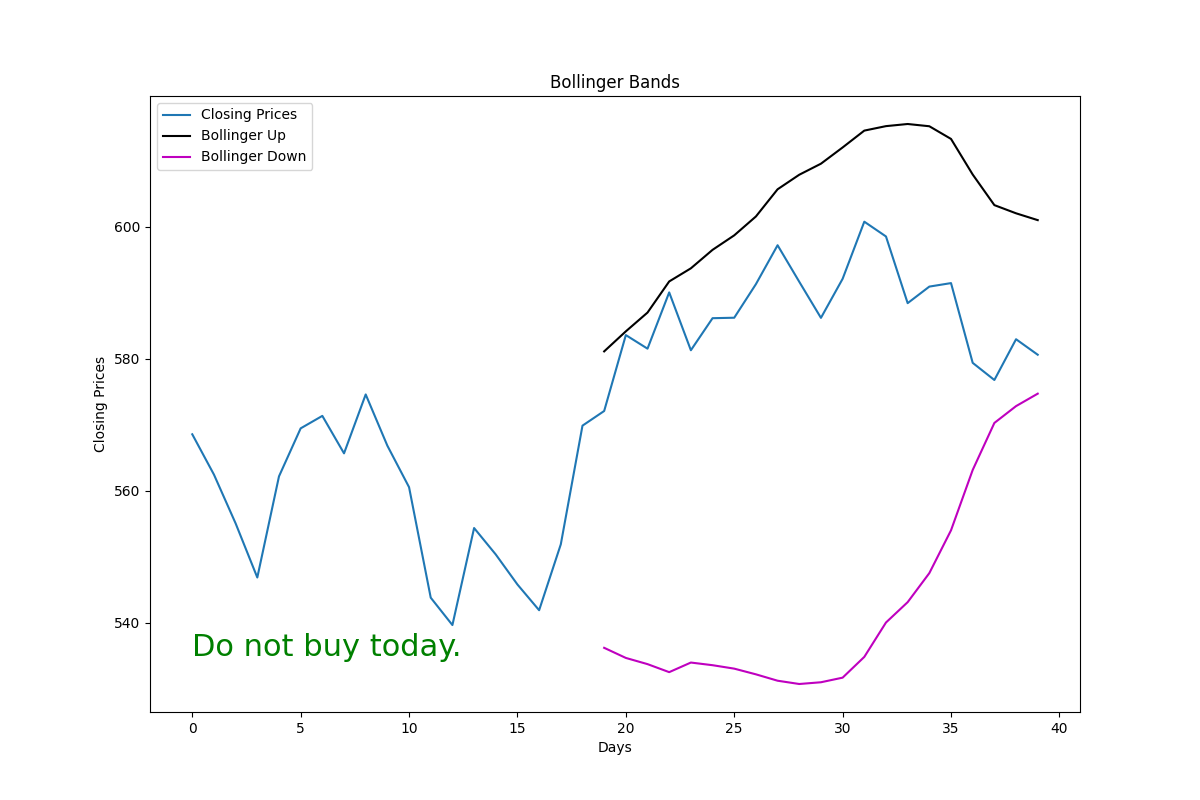 Bollinger Bands
Closing Prices
Bollinger Up
Bollinger Down
600
580
560
540
Closing Prices
Do not buy today.
0 5 10 15 20 25 30 35 40
Days